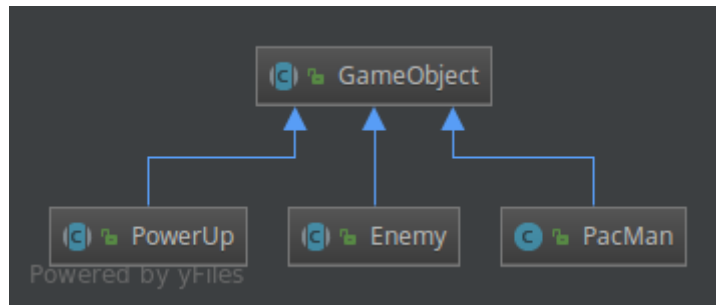 GameObject
PowerUp
Enemy
PacMan
Powered by yFiles